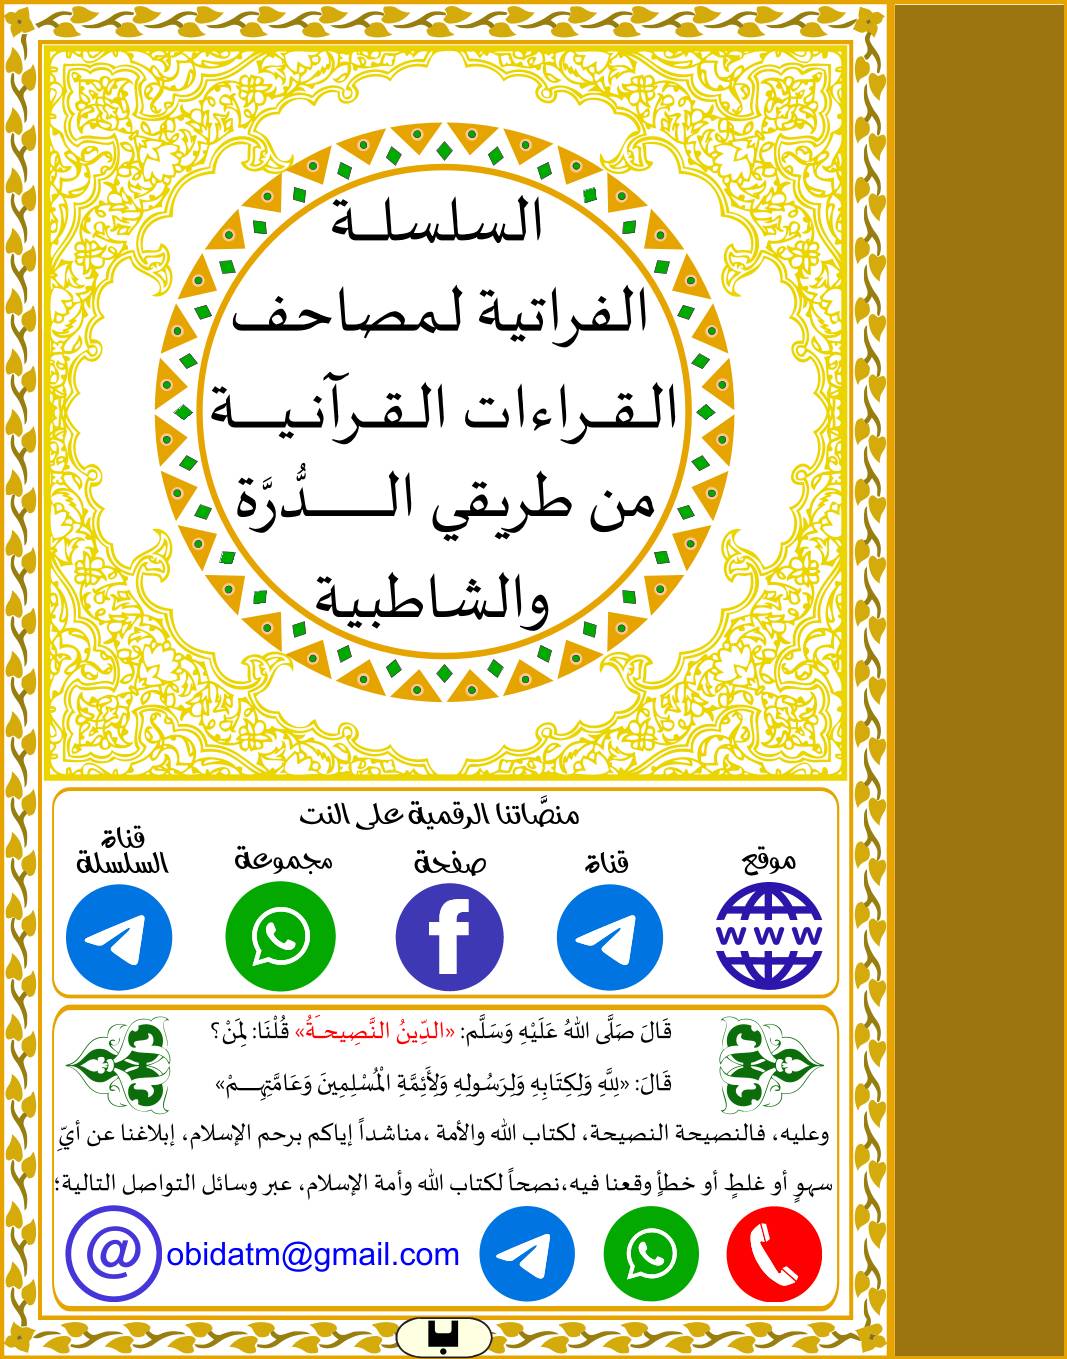 السلسلة
الفراتية لمصاحف
القراءات القرآنية
من طريقي الدُّرَّة
والشاطبية
منصَّاتنا الرقمية على النت
موقع
قناة
صفحة
مجموعة
قناة
السلسلة
W W W
f
قَالَ صَلَّى اللهُ عَلَيْهِ وَسَلَّم: «الدِّينُ النَّصِيحَةُ» قُلْنَا: لِمَنْ؟
قَالَ: «لِلَّهِ وَلِكِتَابِهِ وَلِرَسُولِهِ وَلِأَئِمَّةِ الْمُسْلِمِينَ وَعَامَّتِهِمْ»
وعليه، فالنصيحة النصيحة، لكتاب الله والأمة ،مناشداً إياكم برحم الإسلام، إبلاغنا عن أيّ
سهوٍ أو غلطٍ أو خطأٍ وقعنا فيه،نصحاً لكتاب الله وأمة الإسلام، عبر وسائل التواصل التالية؛
@ obidatm@gmail.com
ب